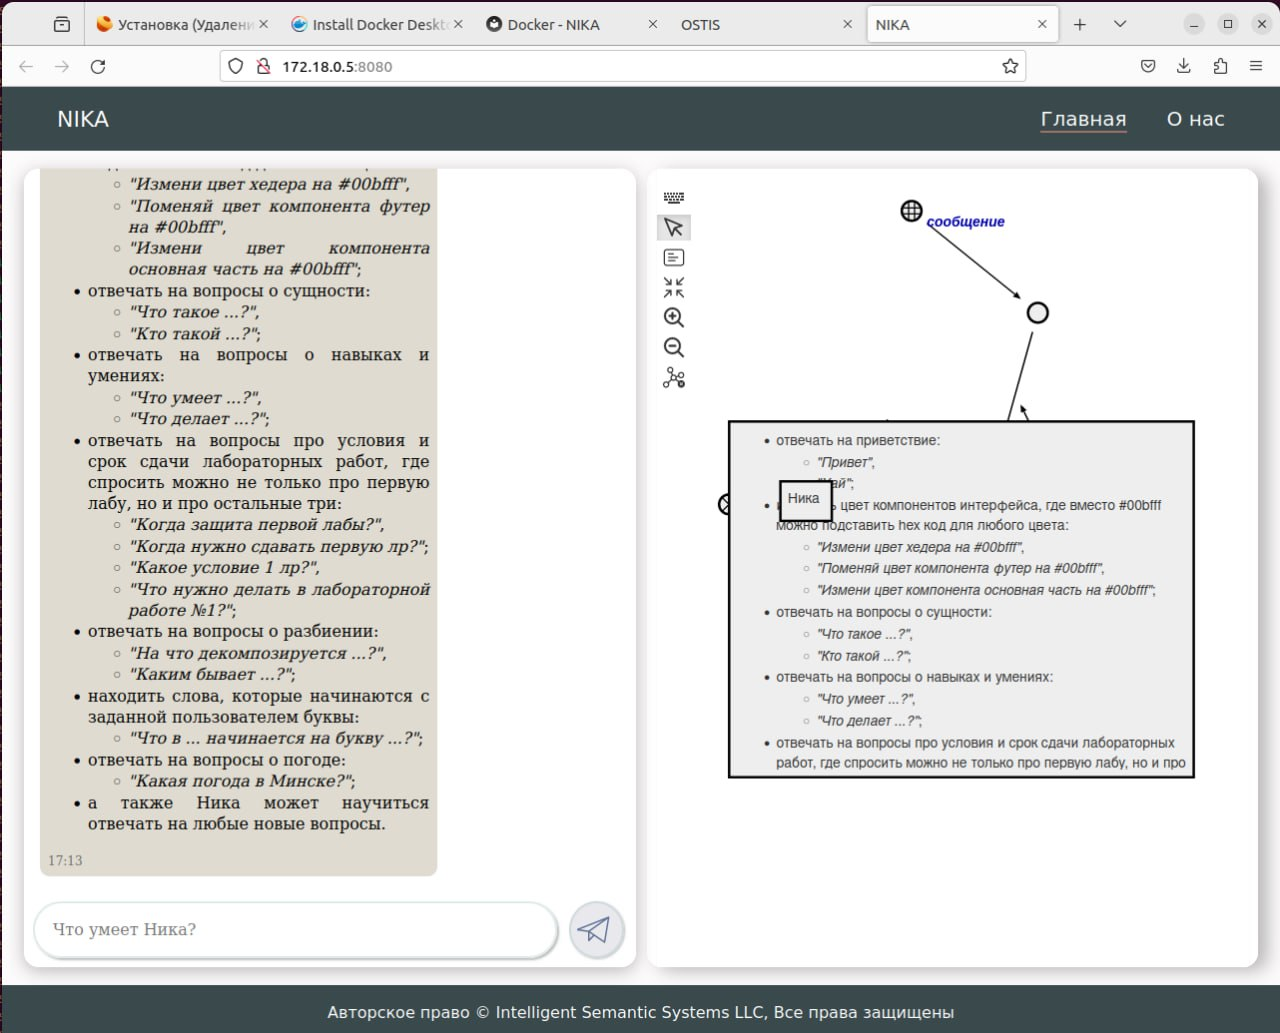 Установка (Удалени
Install Docker Deskto
Docker - NIKA
OSTIS
NIKA
172.18.0.5:8080
NIKA
Главная
О нас
"Измени цвет хедера на #00bfff",
"Поменяй цвет компонента футер
на #00bfff",
"Измени цвет компонента
основная часть на #00bfff";
отвечать на вопросы о сущности:
"Что такое ...?",
"Кто такой ...?";
отвечать на вопросы о навыках и
умениях:
"Что умеет ...?",
"Что делает ...?";
отвечать на вопросы про условия и
срок сдачи лабораторных работ, где
спросить можно не только про первую
лабу, но и про остальные три:
"Когда защита первой лабы?",
"Когда нужно сдавать первую лр?";
"Какое условие 1 лр?",
"Что нужно делать в лабораторной
работе №1?";
отвечать на вопросы о разбиении:
"На что декомпозируется ...?",
"Каким бывает ...?";
находить слова, которые начинаются с
заданной пользователем буквы:
"Что в ... начинается на букву ...?";
отвечать на вопросы о погоде:
"Какая погода в Минске?";
а также Ника может научиться
отвечать на любые новые вопросы.
17:13
Что умеет Ника?
сообщение
отвечать на приветствие:
"Привет",
Ника
цвет компонентов интерфейса, где вместо #00bfff
можно подставить hex код для любого цвета:
"Измени цвет хедера на #00bfff",
"Поменяй цвет компонента футер на #00bfff",
"Измени цвет компонента основная часть на #00bfff";
отвечать на вопросы о сущности:
"Что такое ...?",
"Кто такой ...?";
отвечать на вопросы о навыках и умениях:
"Что умеет ...?",
"Что делает ...?";
отвечать на вопросы про условия и срок сдачи лабораторных
работ, где спросить можно не только про первую лабу, но и про
Авторское право © Intelligent Semantic Systems LLC, Все права защищены